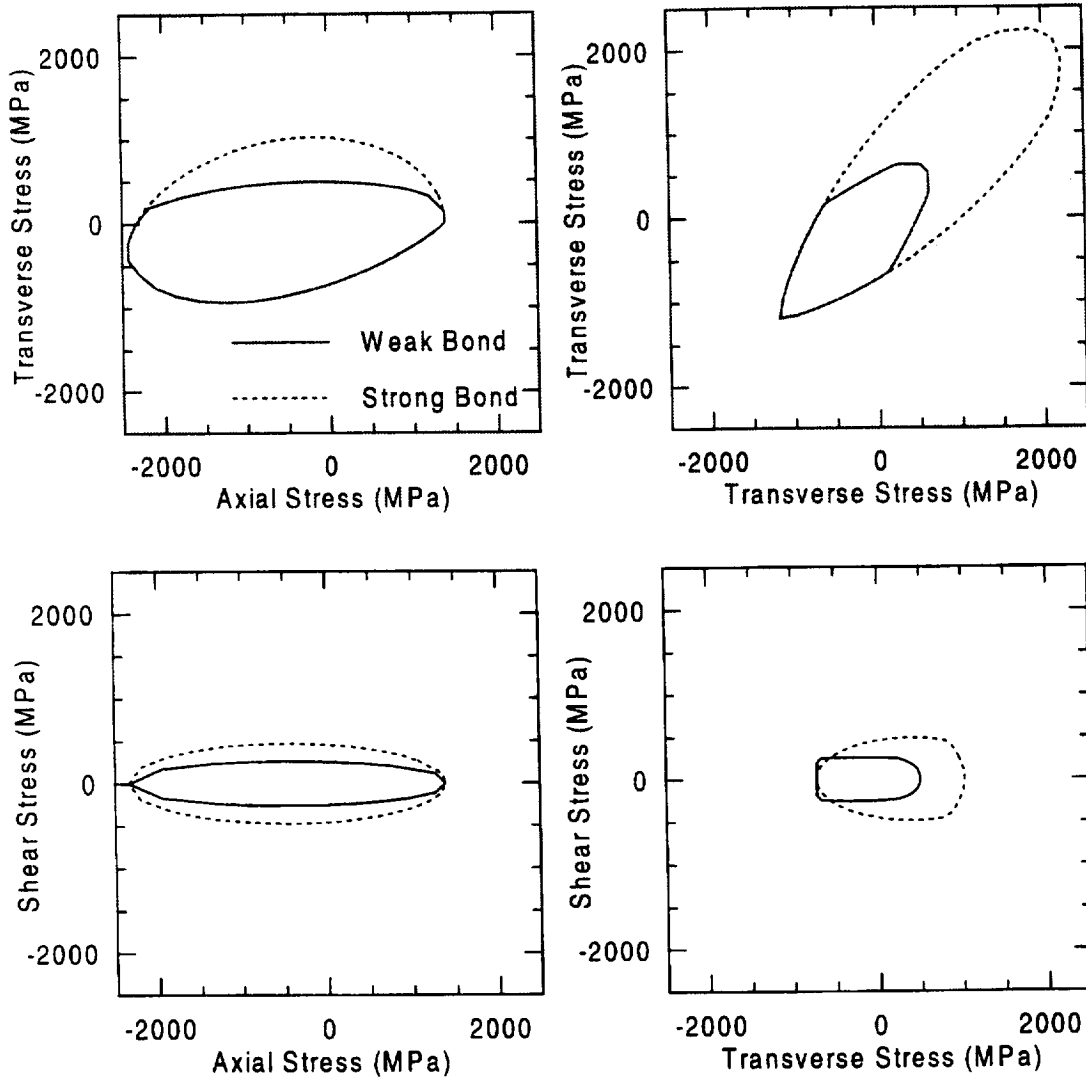 Transverse Stress (MPa)
2000
0
-2000
Weak Bond
Strong Bond
-2000 0 2000
Axial Stress (MPa)
Transverse Stress (MPa)
2000
0
-2000
-2000 0 2000
Transverse Stress (MPa)
Shear Stress (MPa)
2000
0
-2000
-2000 0 2000
Axial Stress (MPa)
Shear Stress (MPa)
2000
0
-2000
-2000 0 2000
Transverse Stress (MPa)